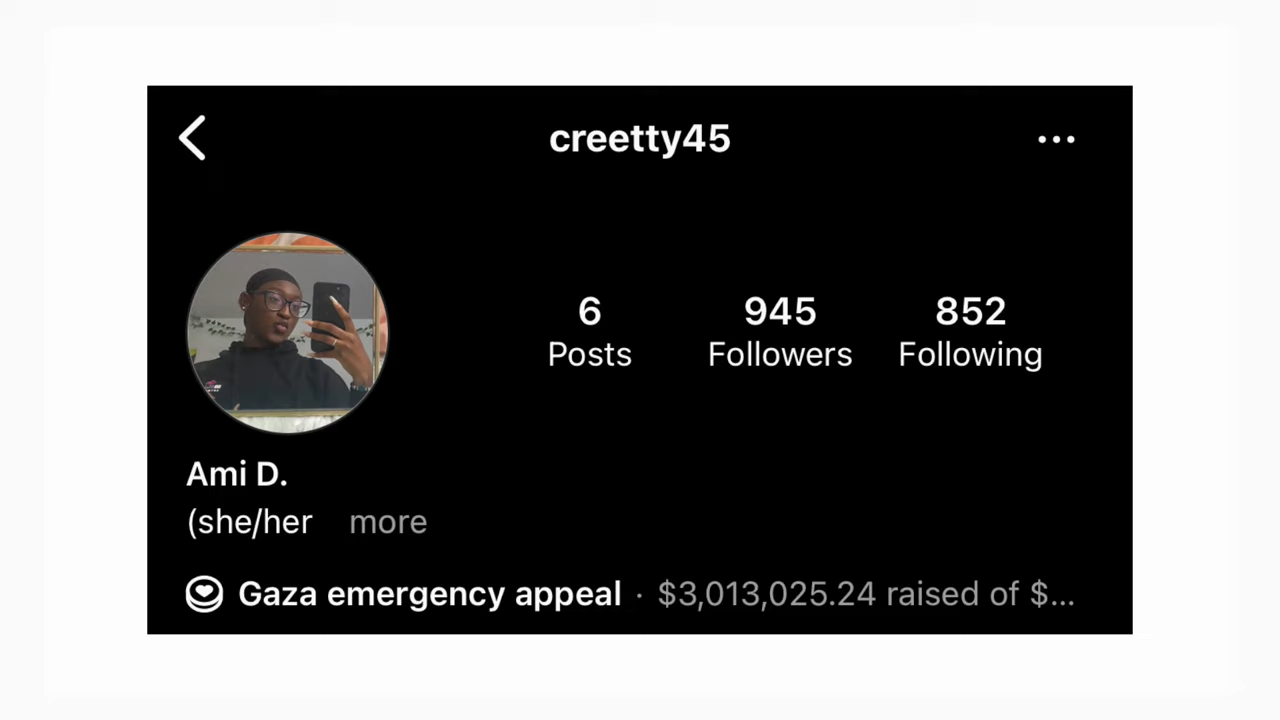 creetty45
6 945 852
Posts Followers Following
Ami D.
(she/her more
Gaza emergency appeal · $3,013,025.24 raised of $...